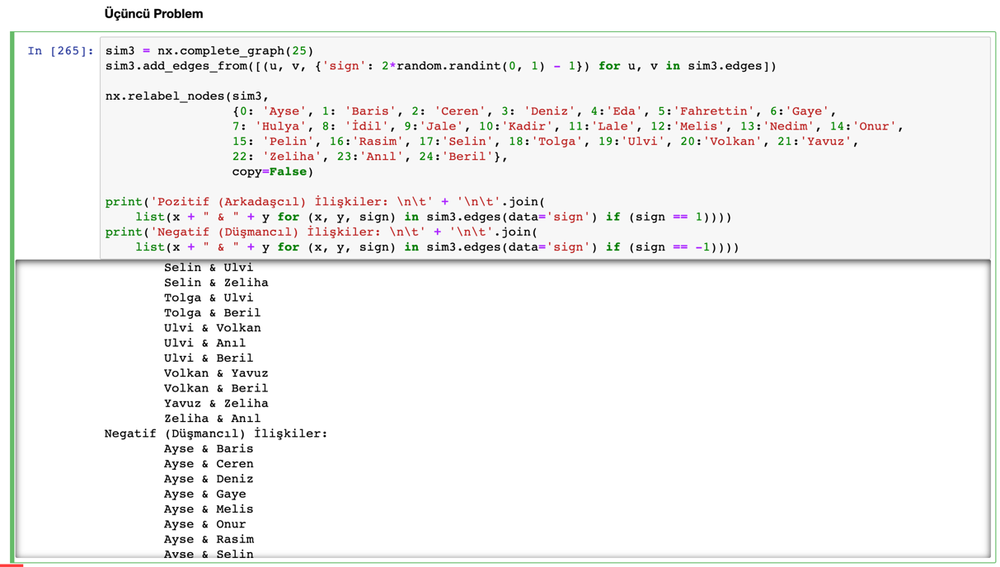 Üçüncü Problem
In [265]: sim3 = nx.complete_graph(25)
sim3.add_edges_from([(u, v, {'sign': 2*random.randint(0, 1) - 1}) for u, v in sim3.edges])
nx.relabel_nodes(sim3,
{0: 'Ayse', 1: 'Baris', 2: 'Ceren', 3: 'Deniz', 4:'Eda', 5:'Fahrettin', 6:'Gaye',
7: 'Hulya', 8: 'İdil', 9:'Jale', 10:'Kadir', 11:'Lale', 12:'Melis', 13:'Nedim', 14:'Onur',
15: 'Pelin', 16:'Rasim', 17:'Selin', 18:'Tolga', 19:'Ulvi', 20:'Volkan', 21:'Yavuz',
22: 'Zeliha', 23:'Anıl', 24:'Beril'},
copy=False)
print('Pozitif (Arkadaşcıl) İlişkiler: \n\t' + '\n\t'.join(
list(x + " & " + y for (x, y, sign) in sim3.edges(data='sign') if (sign == 1))))
print('Negatif (Düşmancıl) İlişkiler: \n\t' + '\n\t'.join(
list(x + " & " + y for (x, y, sign) in sim3.edges(data='sign') if (sign == -1))))
Selin & Ulvi
Selin & Zeliha
Tolga & Ulvi
Tolga & Beril
Ulvi & Volkan
Ulvi & Anıl
Ulvi & Beril
Volkan & Yavuz
Volkan & Beril
Yavuz & Zeliha
Zeliha & Anıl
Negatif (Düşmancıl) İlişkiler:
Ayse & Baris
Ayse & Ceren
Ayse & Deniz
Ayse & Gaye
Ayse & Melis
Ayse & Onur
Ayse & Rasim
Ayse & Selin